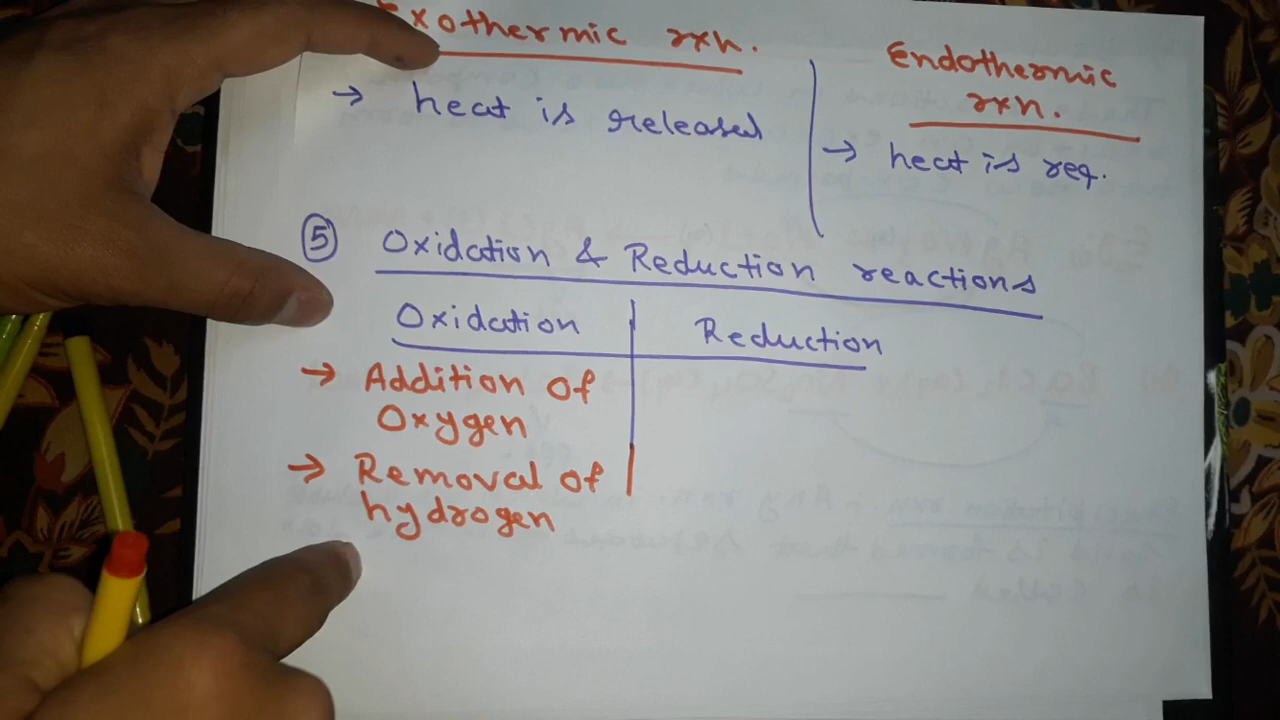 Exothermic rxn.
→ heat is released
Endothermic
rxn.
→ heat is req.
⑤ Oxidation & Reduction reactions
Oxidation
Reduction
→ Addition of
Oxygen
→ Removal of
hydrogen